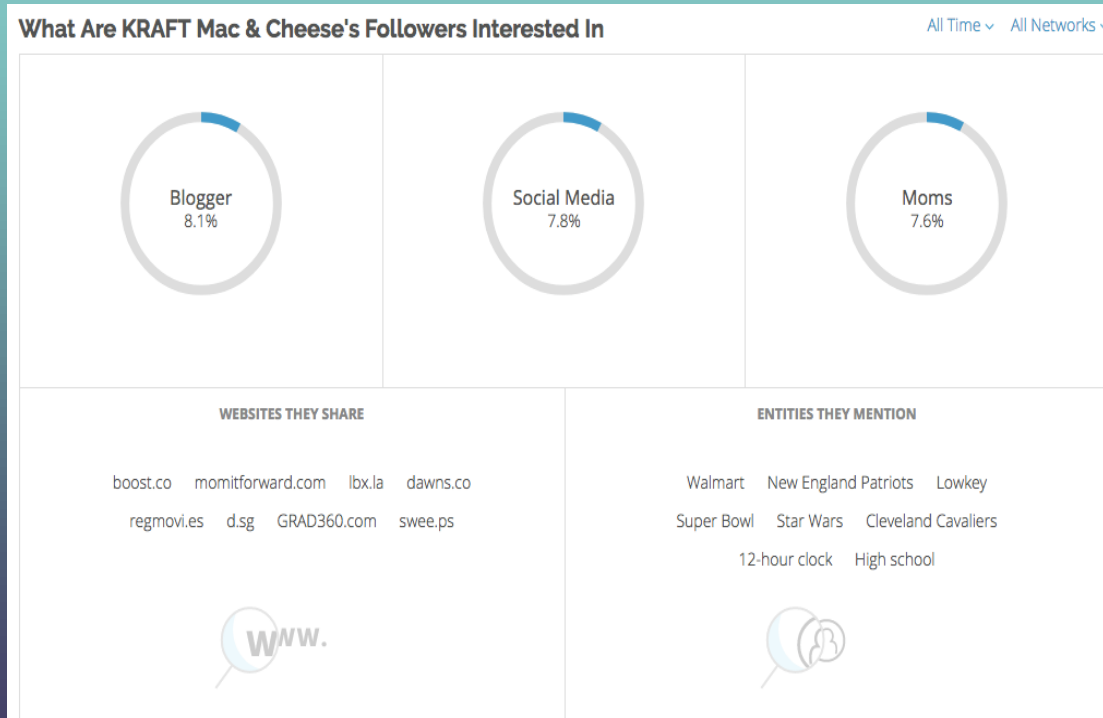 What Are KRAFT Mac & Cheese's Followers Interested In
All Time All Networks
Blogger
8.1%
Social Media
7.8%
Moms
7.6%
WEBSITES THEY SHARE
boost.co momitforward.com lbx.la dawns.co
regmovi.es d.sg GRAD360.com swee.ps
www.
ENTITIES THEY MENTION
Walmart New England Patriots Lowkey
Super Bowl Star Wars Cleveland Cavaliers
12-hour clock High school